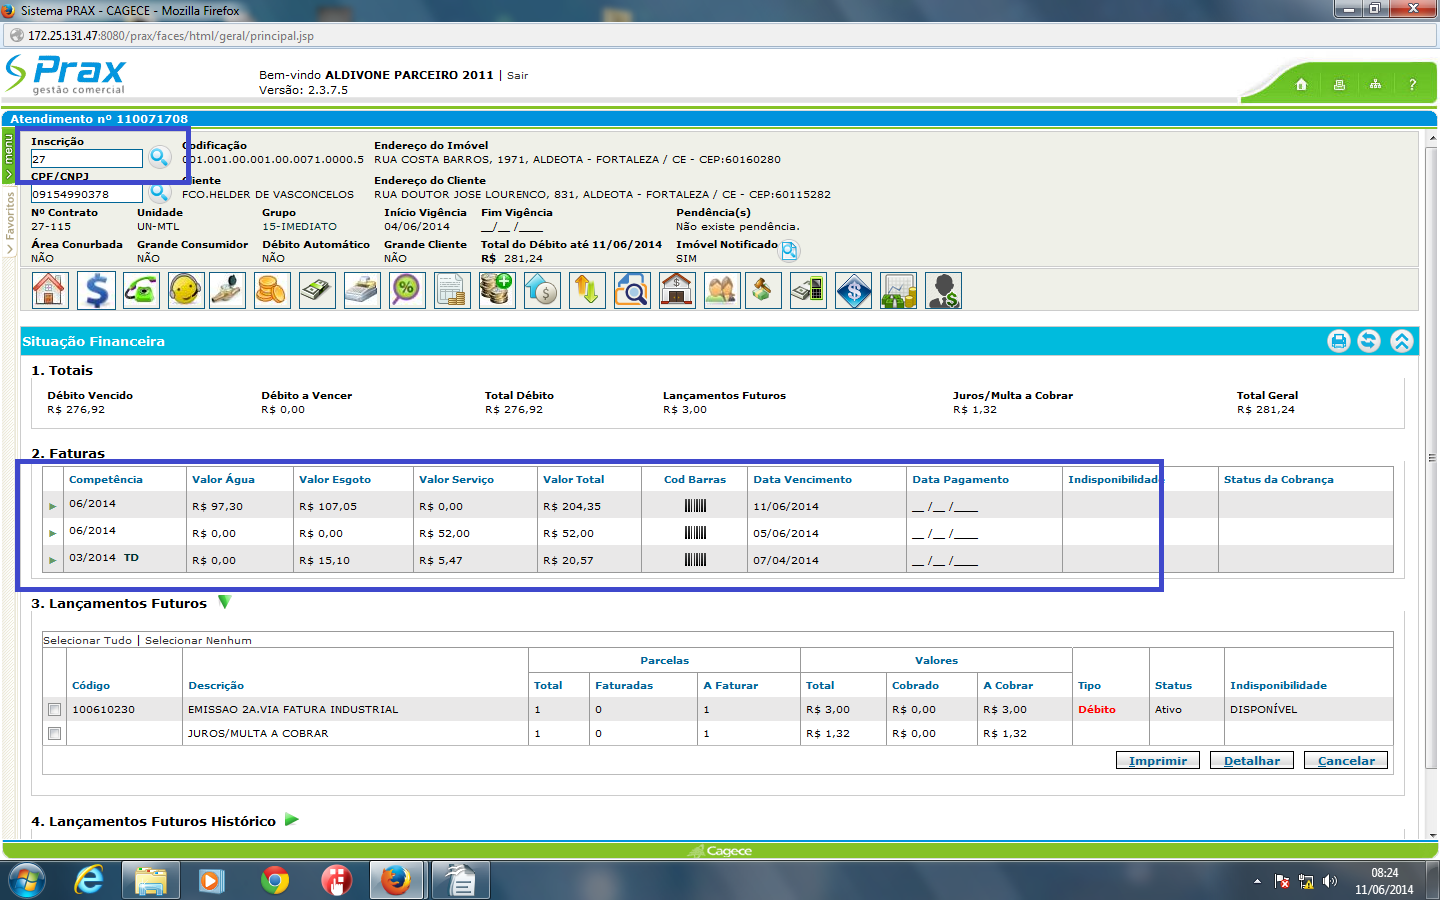 Sistema PRAX - CAGECE - Mozilla Firefox
172.25.131.47:8080/prax/faces/html/geral/principal.jsp
Prax
gestão comercial
Bem-vindo ALDIVONE PARCEIRO 2011 | Sair
Versão: 2.3.7.5
?
Atendimento nº 110071708
menu
Favoritos
Inscrição Codificação Endereço do Imóvel
27 001.001.00.001.00.0071.0000.5 RUA COSTA BARROS, 1971, ALDEOTA - FORTALEZA / CE - CEP:60160280
CPF/CNPJ Cliente Endereço do Cliente
09154990378 FCO.HELDER DE VASCONCELOS RUA DOUTOR JOSE LOURENCO, 831, ALDEOTA - FORTALEZA / CE - CEP:60115282
Nº Contrato Unidade Grupo Início Vigência Fim Vigência Pendência(s)
27-115 UN-MTL 15-IMEDIATO 04/06/2014 __/__ /____ Não existe pendência.
Área Conurbada Grande Consumidor Débito Automático Grande Cliente Total do Débito até 11/06/2014 Imóvel Notificado
NÃO NÃO NÃO NÃO R$ 281,24 SIM
Situação Financeira
1. Totais
Débito Vencido Débito a Vencer Total Débito Lançamentos Futuros Juros/Multa a Cobrar Total Geral
R$ 276,92 R$ 0,00 R$ 276,92 R$ 3,00 R$ 1,32 R$ 281,24
2. Faturas
Competência Valor Água Valor Esgoto Valor Serviço Valor Total Cod Barras Data Vencimento Data Pagamento Indisponibilidade Status da Cobrança
06/2014 R$ 97,30 R$ 107,05 R$ 0,00 R$ 204,35 11/06/2014 __ /__ /____
06/2014 R$ 0,00 R$ 0,00 R$ 52,00 R$ 52,00 05/06/2014 __ /__ /____
03/2014 TD R$ 0,00 R$ 15,10 R$ 5,47 R$ 20,57 07/04/2014 __ /__ /____
3. Lançamentos Futuros
Selecionar Tudo | Selecionar Nenhum
Parcelas Valores
Código Descrição Total Faturadas A Faturar Total Cobrado A Cobrar Tipo Status Indisponibilidade
100610230 EMISSAO 2A.VIA FATURA INDUSTRIAL 1 0 1 R$ 3,00 R$ 0,00 R$ 3,00 Débito Ativo DISPONÍVEL
JUROS/MULTA A COBRAR 1 0 1 R$ 1,32 R$ 0,00 R$ 1,32
Imprimir Detalhar Cancelar
4. Lançamentos Futuros Histórico
Cagece
08:24
11/06/2014